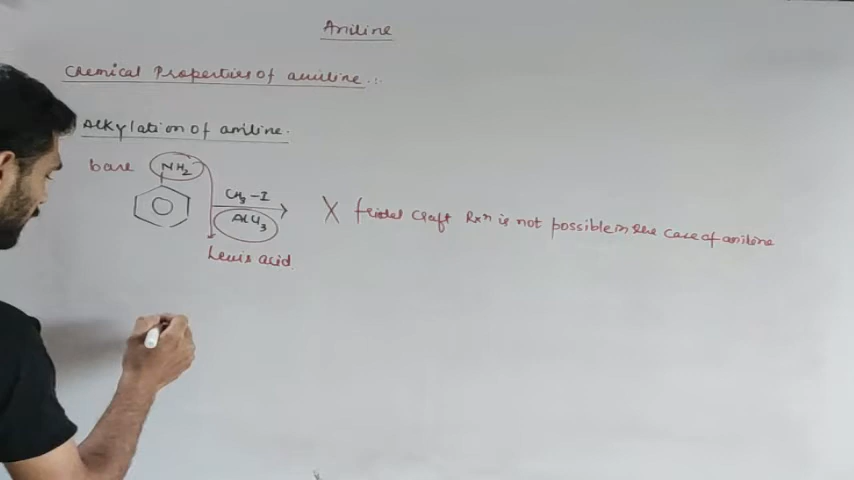 Aniline
Chemical Properties of aniline :-
Alkylation of aniline.
base NH2
CH3-I
AlCl3
X friedel Craft Rxn is not possible in the case of aniline
Lewis acid